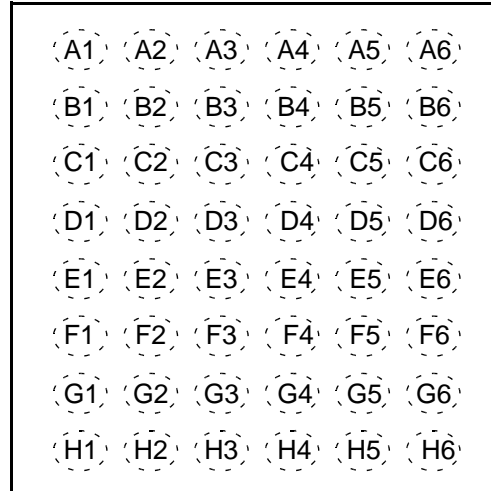 A1 A2 A3 A4 A5 A6
B1 B2 B3 B4 B5 B6
C1 C2 C3 C4 C5 C6
D1 D2 D3 D4 D5 D6
E1 E2 E3 E4 E5 E6
F1 F2 F3 F4 F5 F6
G1 G2 G3 G4 G5 G6
H1 H2 H3 H4 H5 H6